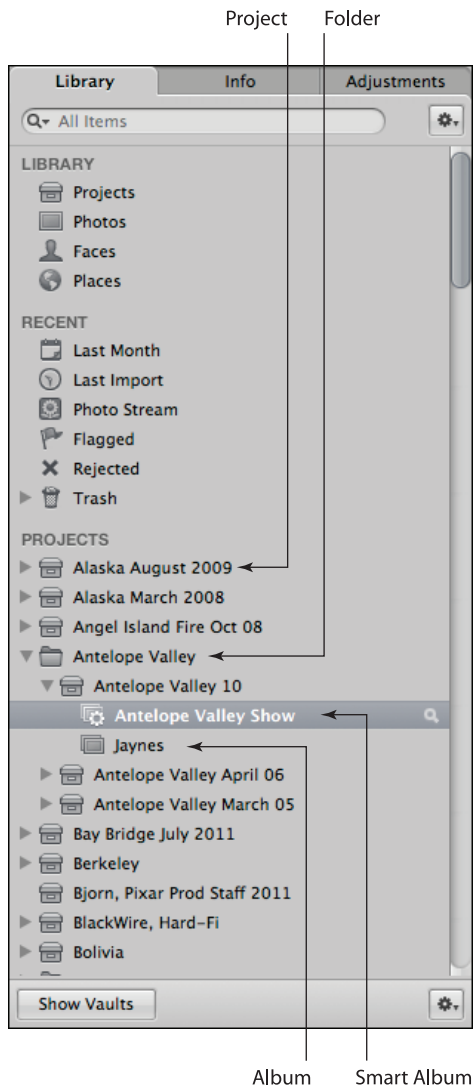 Project Folder
Library Info Adjustments
All Items
LIBRARY
Projects
Photos
Faces
Places
RECENT
Last Month
Last Import
Photo Stream
Flagged
Rejected
Trash
PROJECTS
Alaska August 2009
Alaska March 2008
Angel Island Fire Oct 08
Antelope Valley
Antelope Valley 10
Antelope Valley Show
Jaynes
Antelope Valley April 06
Antelope Valley March 05
Bay Bridge July 2011
Berkeley
Bjorn, Pixar Prod Staff 2011
BlackWire, Hard-Fi
Bolivia
Show Vaults
Album Smart Album